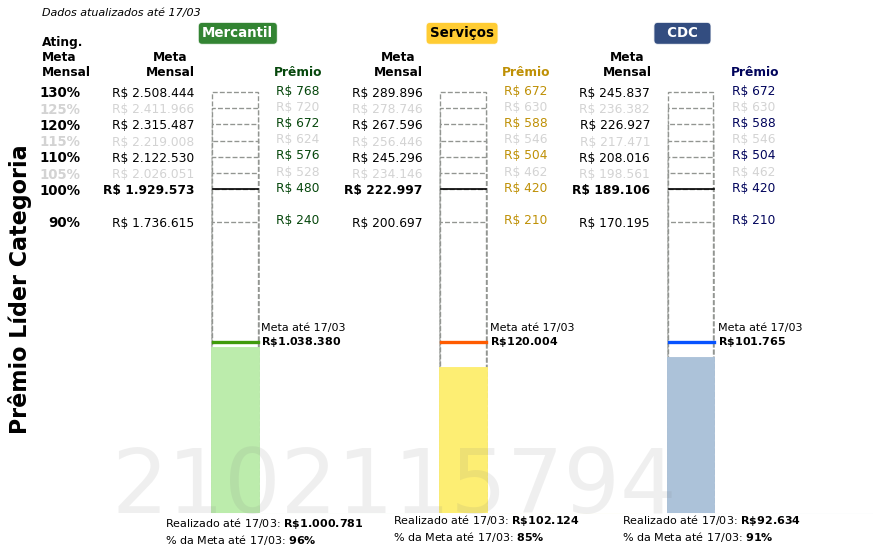 Dados atualizados até 17/03
Mercantil Serviços CDC
Ating. Meta Mensal
Meta Mensal Prêmio Meta Mensal Prêmio Meta Mensal Prêmio
130% R$ 2.508.444 R$ 768 R$ 289.896 R$ 672 R$ 245.837 R$ 672
125% R$ 2.411.966 R$ 720 R$ 278.746 R$ 630 R$ 236.382 R$ 630
120% R$ 2.315.487 R$ 672 R$ 267.596 R$ 588 R$ 226.927 R$ 588
115% R$ 2.219.008 R$ 624 R$ 256.446 R$ 546 R$ 217.471 R$ 546
110% R$ 2.122.530 R$ 576 R$ 245.296 R$ 504 R$ 208.016 R$ 504
105% R$ 2.026.051 R$ 528 R$ 234.146 R$ 462 R$ 198.561 R$ 462
100% R$ 1.929.573 R$ 480 R$ 222.997 R$ 420 R$ 189.106 R$ 420
90% R$ 1.736.615 R$ 240 R$ 200.697 R$ 210 R$ 170.195 R$ 210
Prêmio Líder Categoria
Meta até 17/03 Meta até 17/03 Meta até 17/03
R$1.038.380 R$120.004 R$101.765
2102115794
Realizado até 17/03: R$1.000.781 Realizado até 17/03: R$102.124 Realizado até 17/03: R$92.634
% da Meta até 17/03: 96% % da Meta até 17/03: 85% % da Meta até 17/03: 91%